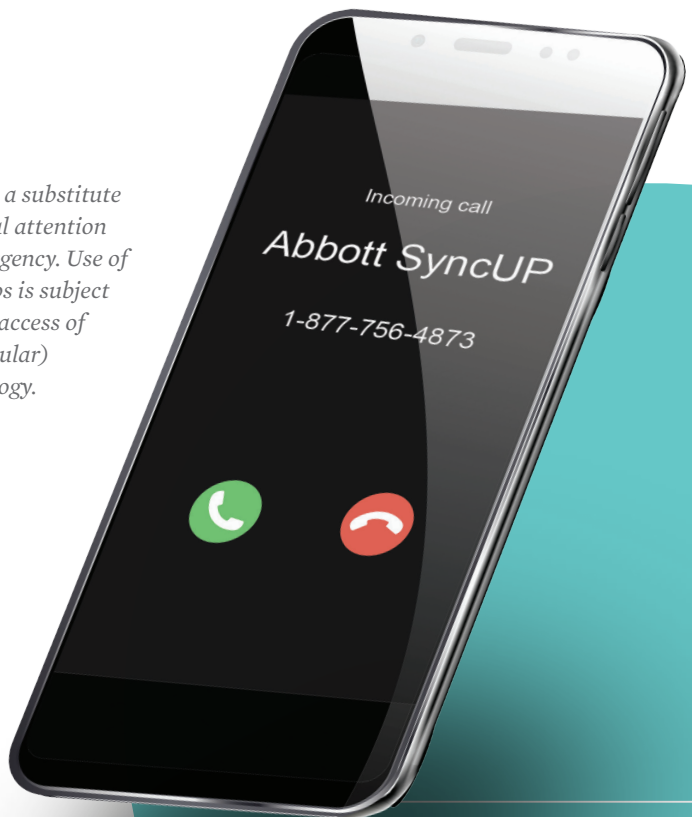 a substitute
l attention
gency. Use of
os is subject
access of
ular)
ogy.
Incoming call
Abbott SyncUP
1-877-756-4873